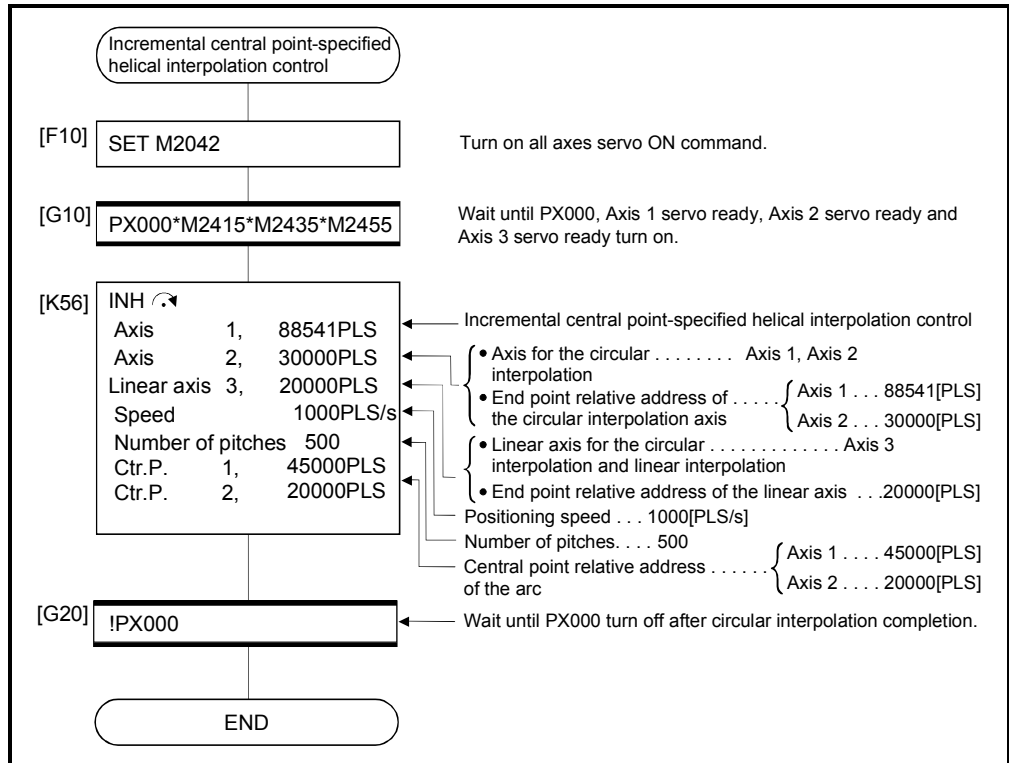 Incremental central point-specified
helical interpolation control
[F10] SET M2042
Turn on all axes servo ON command.
[G10] PX000*M2415*M2435*M2455
Wait until PX000, Axis 1 servo ready, Axis 2 servo ready and
Axis 3 servo ready turn on.
[K56] INH
Axis 1, 88541PLS
Axis 2, 30000PLS
Linear axis 3, 20000PLS
Speed 1000PLS/s
Number of pitches 500
Ctr.P. 1, 45000PLS
Ctr.P. 2, 20000PLS
Incremental central point-specified helical interpolation control
• Axis for the circular . . . . . . . . Axis 1, Axis 2
interpolation
• End point relative address of . . . . . Axis 1 . . . 88541[PLS]
the circular interpolation axis Axis 2 . . . 30000[PLS]
• Linear axis for the circular . . . . . . . . . . . . . Axis 3
interpolation and linear interpolation
• End point relative address of the linear axis . . .20000[PLS]
Positioning speed . . . 1000[PLS/s]
Number of pitches. . . . 500
Central point relative address . . . . . . Axis 1 . . . . 45000[PLS]
of the arc Axis 2 . . . . 20000[PLS]
[G20] !PX000
Wait until PX000 turn off after circular interpolation completion.
END